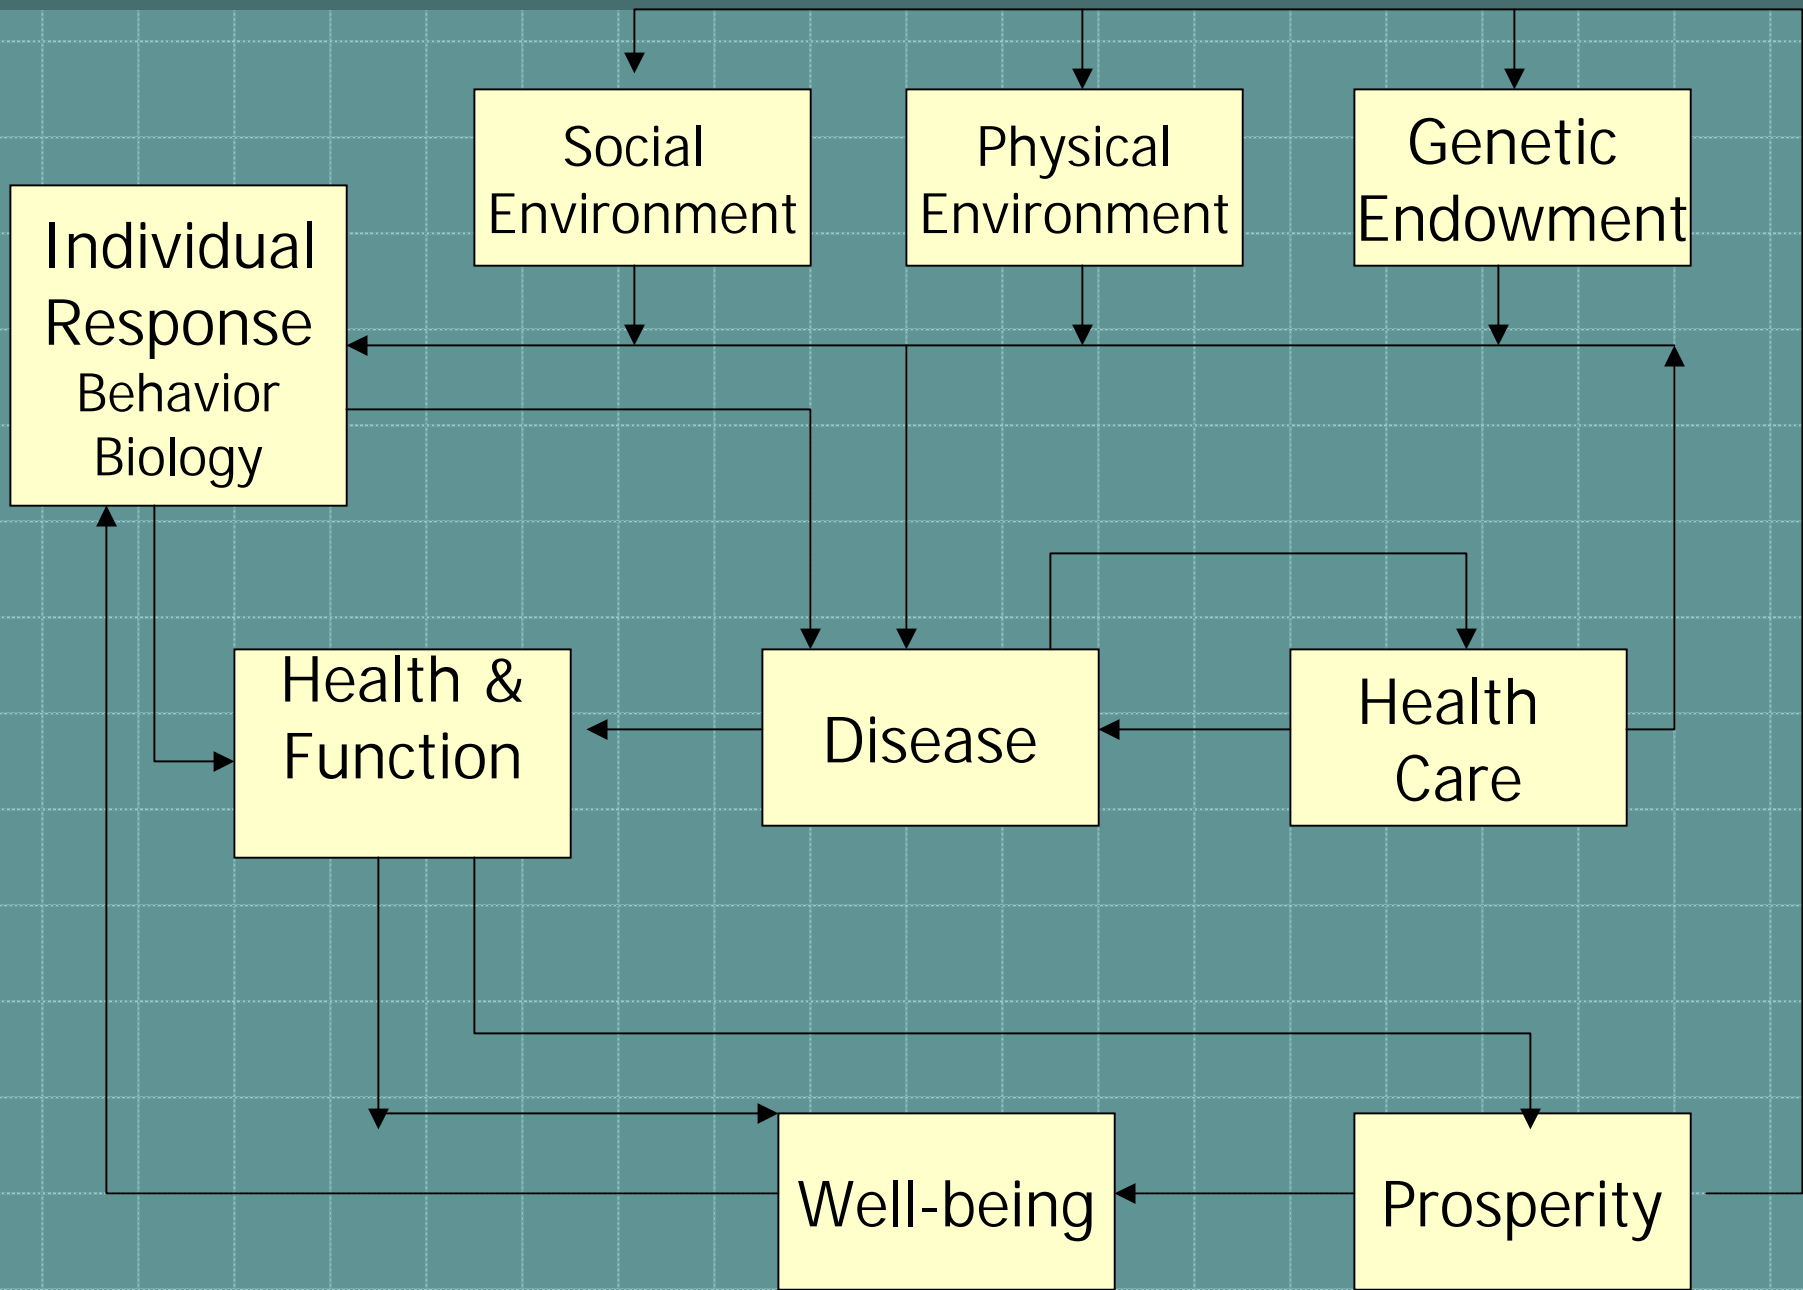 Social
Environment
Physical
Environment
Genetic
Endowment
Individual
Response
Behavior
Biology
Health &
Function
Disease
Health
Care
Well-being
Prosperity